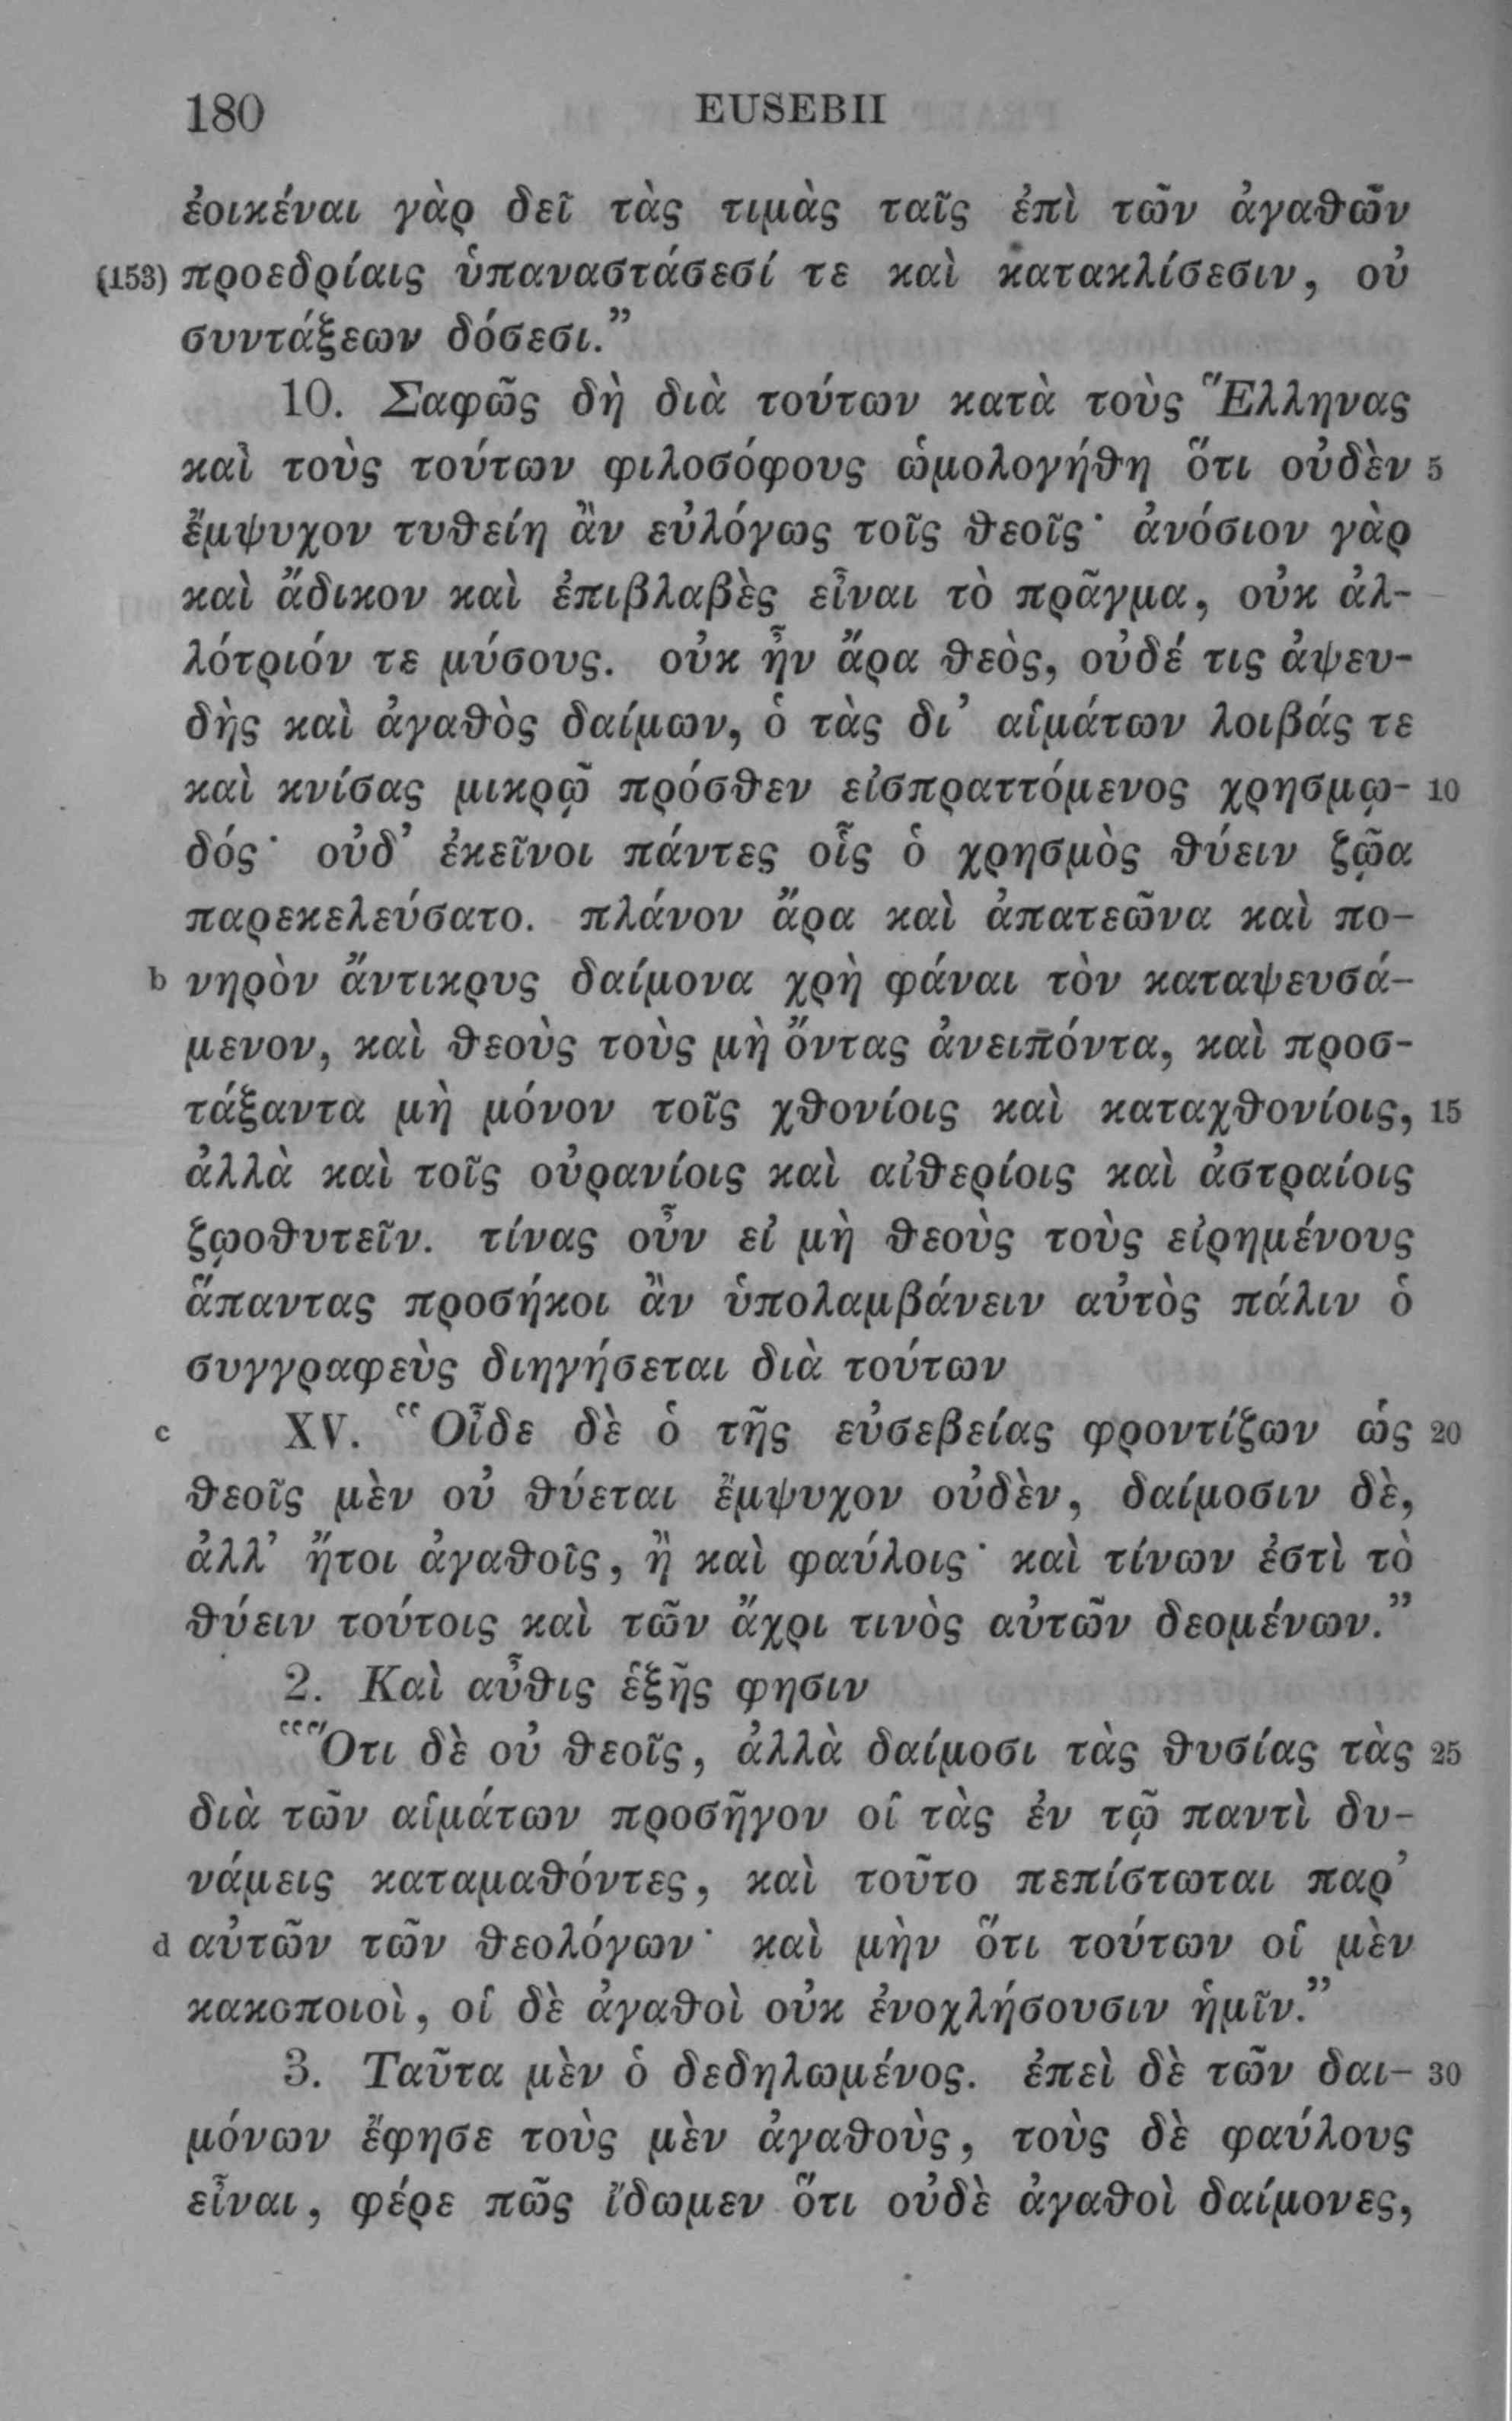 180 EUSEBII
ἐοικέναι γὰρ δεῖ τὰς τιμὰς ταῖς ἐπὶ τῶν ἀγαθῶν
(153) προεδρίαις ὑπαναστάσεσί τε καὶ κατακλίσεσιν, οὐ
συντάξεων δόσεσι.”
10. Σαφῶς δὴ διὰ τούτων κατὰ τοὺς Ἕλληνας
καὶ τοὺς τούτων φιλοσόφους ὡμολογήθη ὅτι οὐδὲν 5
ἔμψυχον τυθείη ἂν εὐλόγως τοῖς θεοῖς· ἀνόσιον γὰρ
καὶ ἄδικον καὶ ἐπιβλαβὲς εἶναι τὸ πρᾶγμα, οὐκ ἀλ-
λότριόν τε μύσους. οὐκ ἦν ἄρα θεὸς, οὐδέ τις ἀψευ-
δὴς καὶ ἀγαθὸς δαίμων, ὁ τὰς δι’ αἱμάτων λοιβάς τε
καὶ κνίσας μικρῷ πρόσθεν εἰσπραττόμενος χρησμῳ- 10
δός· οὐδ’ ἐκεῖνοι πάντες οἷς ὁ χρησμὸς θύειν ζῷα
παρεκελεύσατο. πλάνον ἄρα καὶ ἀπατεῶνα καὶ πο-
b νηρὸν ἄντικρυς δαίμονα χρὴ φάναι τὸν καταψευσά-
μενον, καὶ θεοὺς τοὺς μὴ ὄντας ἀνειπόντα, καὶ προσ-
τάξαντα μὴ μόνον τοῖς χθονίοις καὶ καταχθονίοις, 15
ἀλλὰ καὶ τοῖς οὐρανίοις καὶ αἰθερίοις καὶ ἀστραίοις
ζῳοθυτεῖν. τίνας οὖν εἰ μὴ θεοὺς τοὺς εἰρημένους
ἅπαντας προσήκοι ἂν ὑπολαμβάνειν αὐτὸς πάλιν ὁ
συγγραφεὺς διηγήσεται διὰ τούτων
c XV. “Οἶδε δὲ ὁ τῆς εὐσεβείας φροντίζων ὡς 20
θεοῖς μὲν οὐ θύεται ἔμψυχον οὐδὲν, δαίμοσιν δὲ,
ἀλλ’ ἤτοι ἀγαθοῖς, ἢ καὶ φαύλοις· καὶ τίνων ἐστὶ τὸ
θύειν τούτοις καὶ τῶν ἄχρι τινὸς αὐτῶν δεομένων.”
2. Καὶ αὖθις ἑξῆς φησιν
“Ὅτι δὲ οὐ θεοῖς, ἀλλὰ δαίμοσι τὰς θυσίας τὰς 25
διὰ τῶν αἱμάτων προσῆγον οἱ τὰς ἐν τῷ παντὶ δυ-
νάμεις καταμαθόντες, καὶ τοῦτο πεπίστωται παρ’
d αὐτῶν τῶν θεολόγων· καὶ μὴν ὅτι τούτων οἱ μὲν
κακοποιοὶ, οἱ δὲ ἀγαθοὶ οὐκ ἐνοχλήσουσιν ἡμῖν.”
3. Ταῦτα μὲν ὁ δεδηλωμένος. ἐπεὶ δὲ τῶν δαι- 30
μόνων ἔφησε τοὺς μὲν ἀγαθοὺς, τοὺς δὲ φαύλους
εἶναι, φέρε πῶς ἴδωμεν ὅτι οὐδὲ ἀγαθοὶ δαίμονες,